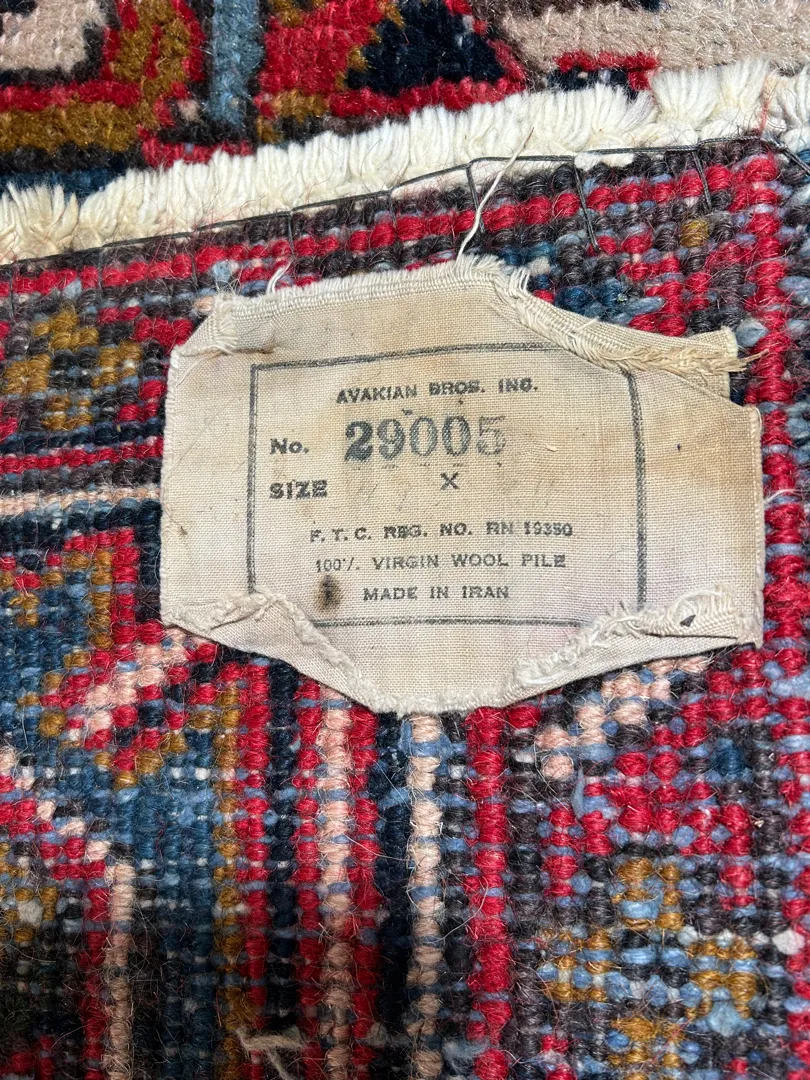 AVAKIAN BROS. INC.
No. 29005
SIZE X
F. T. C. REG. NO. RN 19350
100% VIRGIN WOOL PILE
MADE IN IRAN